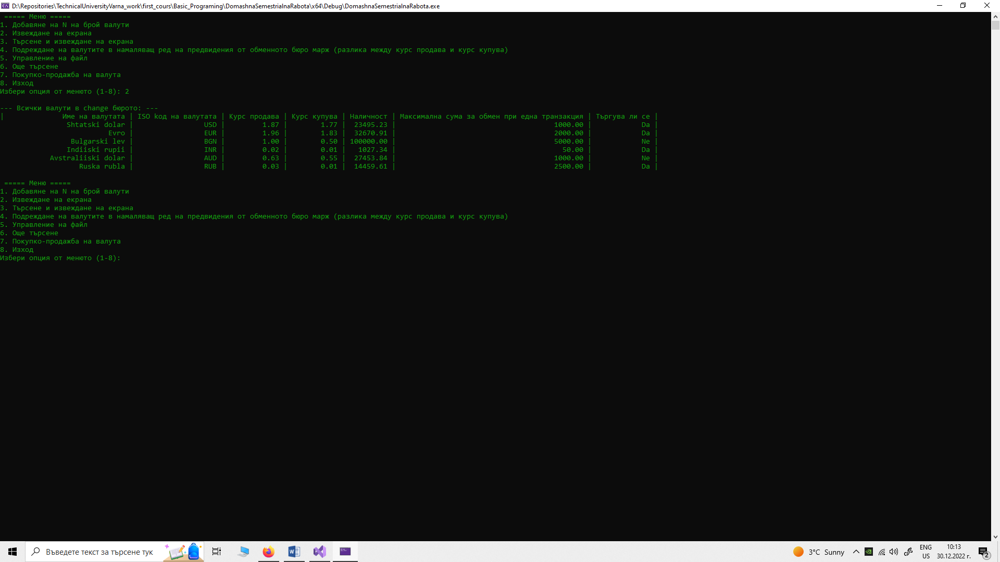 D:\Repositories\TechnicalUniversityVarna_work\first_cours\Basic_Programing\DomashnaSemestrialnaRabota\x64\Debug\DomashnaSemestrialnaRabota.exe
===== Меню =====
1. Добавяне на N на брой валути
2. Извеждане на екрана
3. Търсене и извеждане на екрана
4. Подреждане на валутите в намаляващ ред на предвидения от обменното бюро марж (разлика между курс продава и курс купува)
5. Управление на файл
6. Още търсене
7. Покупко-продажба на валута
8. Изход
Избери опция от менюто (1-8): 2
--- Всички валути в change бюрото: ---
| Име на валутата | ISO код на валутата | Курс продава | Курс купува | Наличност | Максимална сума за обмен при една транзакция | Търгува ли се |
Shtatski dolar | USD | 1.87 | 1.77 | 23495.23 | 1000.00 | Da |
Evro | EUR | 1.96 | 1.83 | 32670.91 | 2000.00 | Da |
Bulgarski lev | BGN | 1.00 | 0.50 | 100000.00 | 5000.00 | Ne |
Indiiski rupii | INR | 0.02 | 0.01 | 1027.34 | 50.00 | Da |
Avstraliiski dolar | AUD | 0.63 | 0.55 | 27453.84 | 1000.00 | Ne |
Ruska rubla | RUB | 0.03 | 0.01 | 14459.61 | 2500.00 | Da |
===== Меню =====
1. Добавяне на N на брой валути
2. Извеждане на екрана
3. Търсене и извеждане на екрана
4. Подреждане на валутите в намаляващ ред на предвидения от обменното бюро марж (разлика между курс продава и курс купува)
5. Управление на файл
6. Още търсене
7. Покупко-продажба на валута
8. Изход
Избери опция от менюто (1-8):
Въведете текст за търсене тук
3°C Sunny
ENG
US
10:13
30.12.2022 г.
2